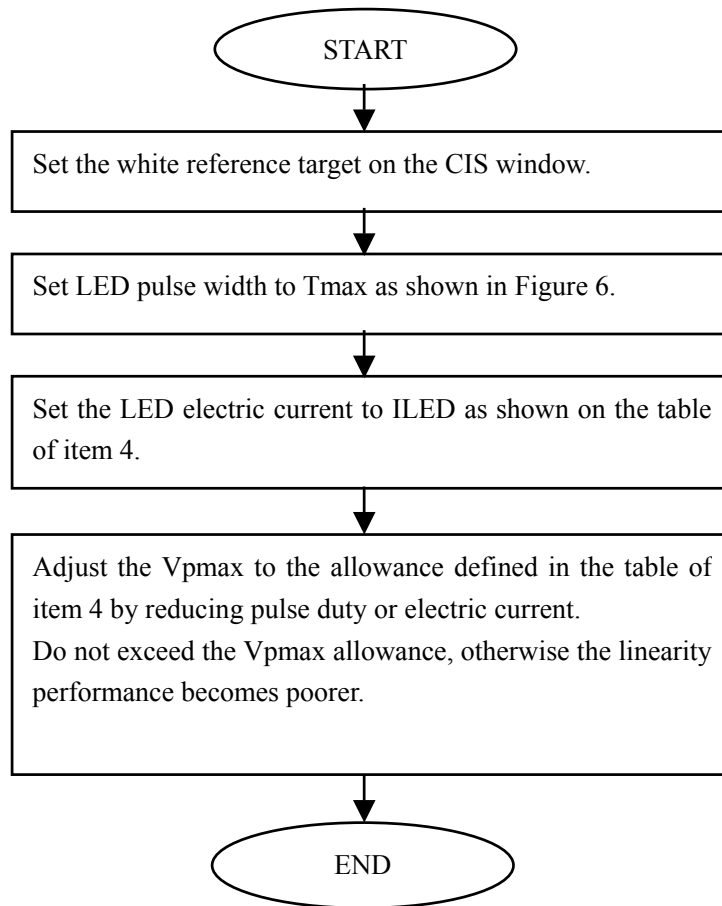 START
Set the white reference target on the CIS window.
Set LED pulse width to Tmax as shown in Figure 6.
Set the LED electric current to ILED as shown on the table
of item 4.
Adjust the Vpmax to the allowance defined in the table of
item 4 by reducing pulse duty or electric current.
Do not exceed the Vpmax allowance, otherwise the linearity
performance becomes poorer.
END